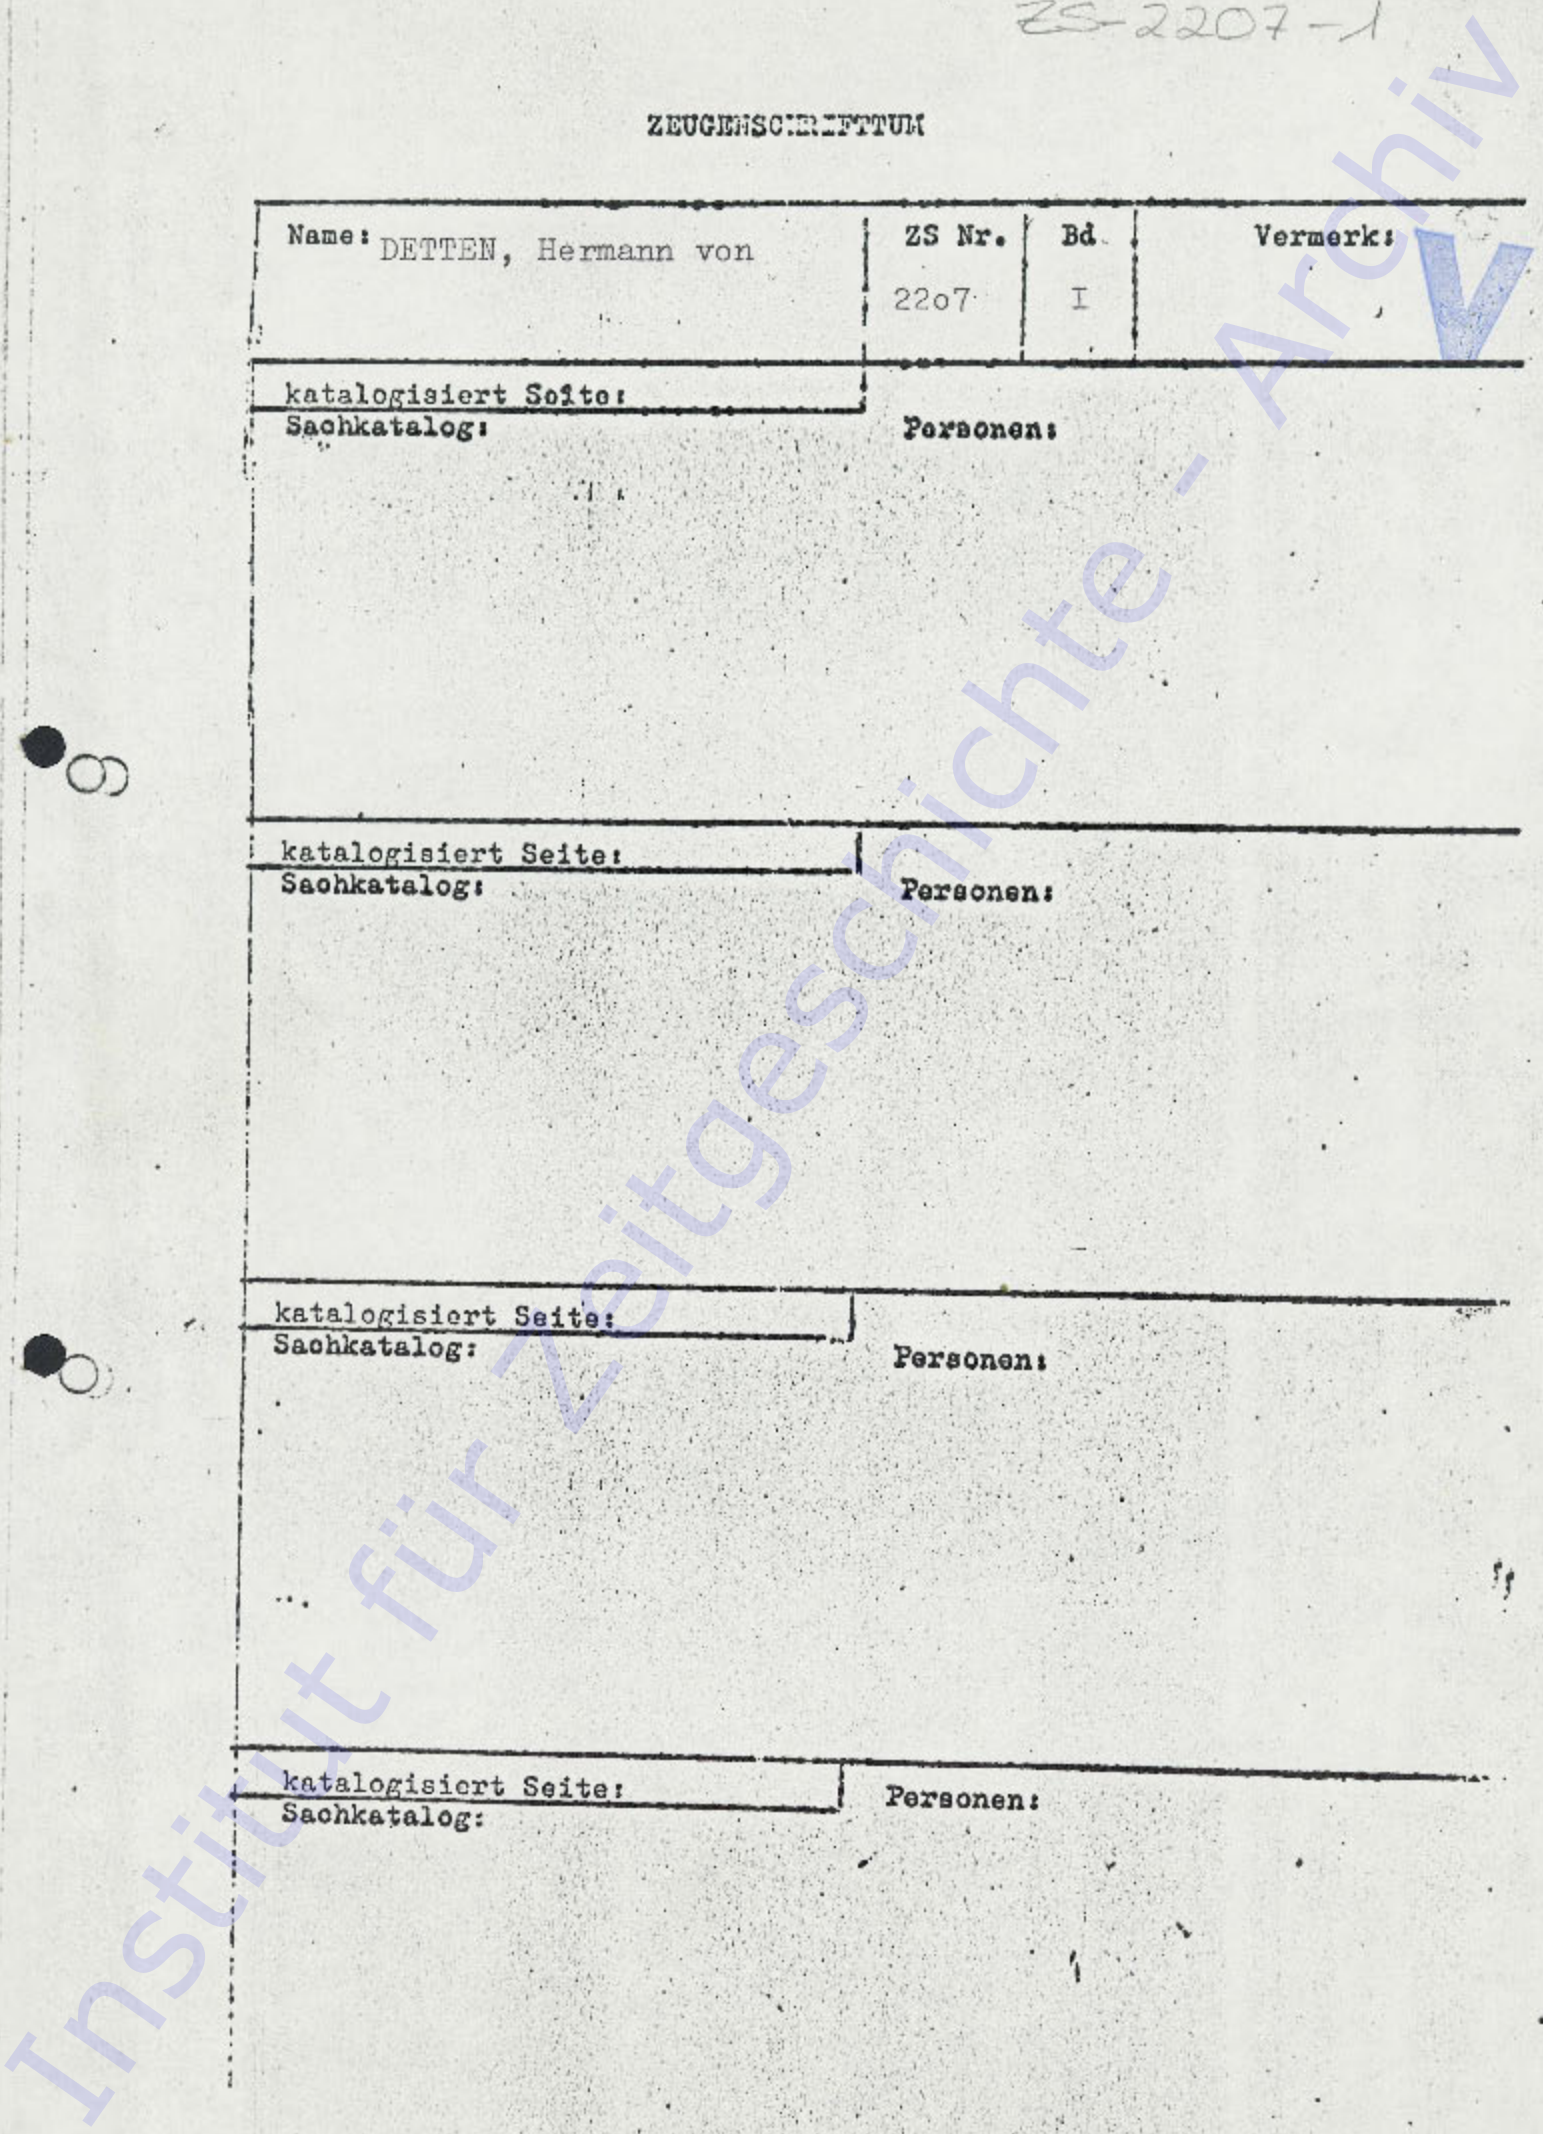 ZS-2207-1
ZEUGENSCHRIFTTUM
Name: DETTEN, Hermann von
ZS Nr. Bd. Vermerk:
22o7 I
V
katalogisiert Seite:
Sachkatalog: Personen:
katalogisiert Seite:
Sachkatalog: Personen:
katalogisiert Seite:
Sachkatalog: Personen:
katalogisiert Seite:
Sachkatalog: Personen:
Institut für Zeitgeschichte - Archiv